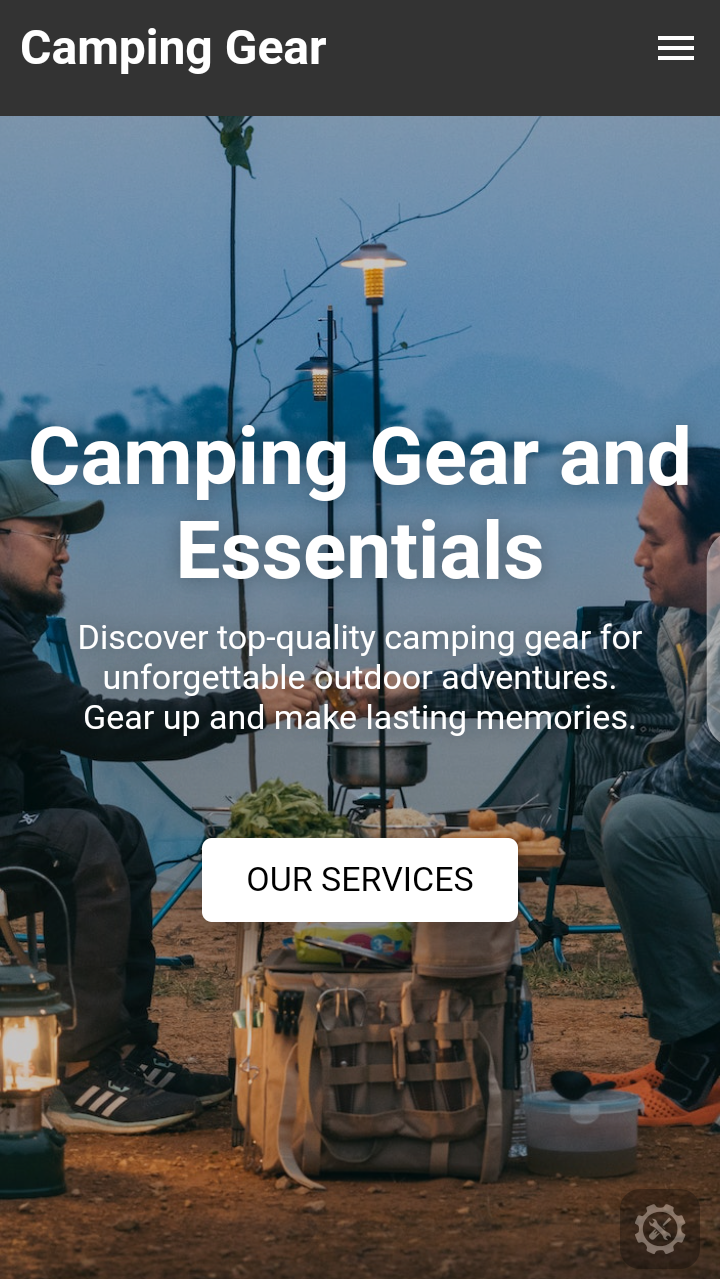 Camping Gear
Camping Gear and
Essentials
Discover top-quality camping gear for
unforgettable outdoor adventures.
Gear up and make lasting memories.
OUR SERVICES